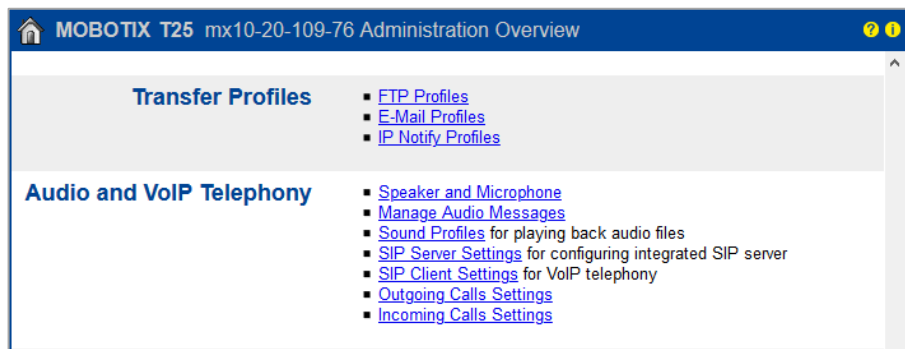 MOBOTIX T25 mx10-20-109-76 Administration Overview ? i
Transfer Profiles
FTP Profiles
E-Mail Profiles
IP Notify Profiles
Audio and VoIP Telephony
Speaker and Microphone
Manage Audio Messages
Sound Profiles for playing back audio files
SIP Server Settings for configuring integrated SIP server
SIP Client Settings for VoIP telephony
Outgoing Calls Settings
Incoming Calls Settings